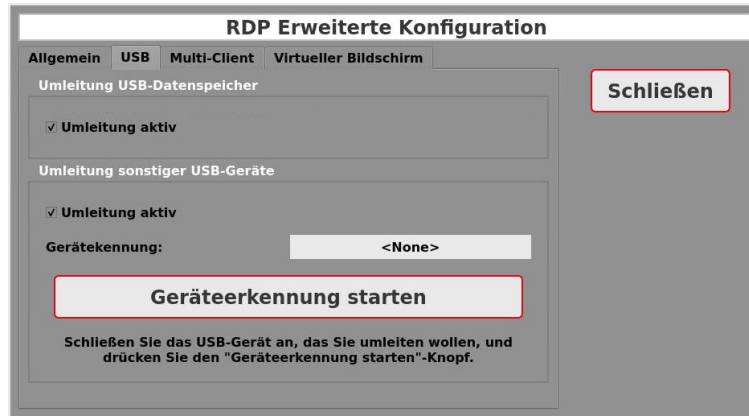 RDP Erweiterte Konfiguration
Allgemein USB Multi-Client Virtueller Bildschirm
Umleitung USB-Datenspeicher
Umleitung aktiv
Umleitung sonstiger USB-Geräte
Umleitung aktiv
Gerätekennung: <None>
Geräteerkennung starten
Schließen Sie das USB-Gerät an, das Sie umleiten wollen, und
drücken Sie den "Geräteerkennung starten"-Knopf.
Schließen